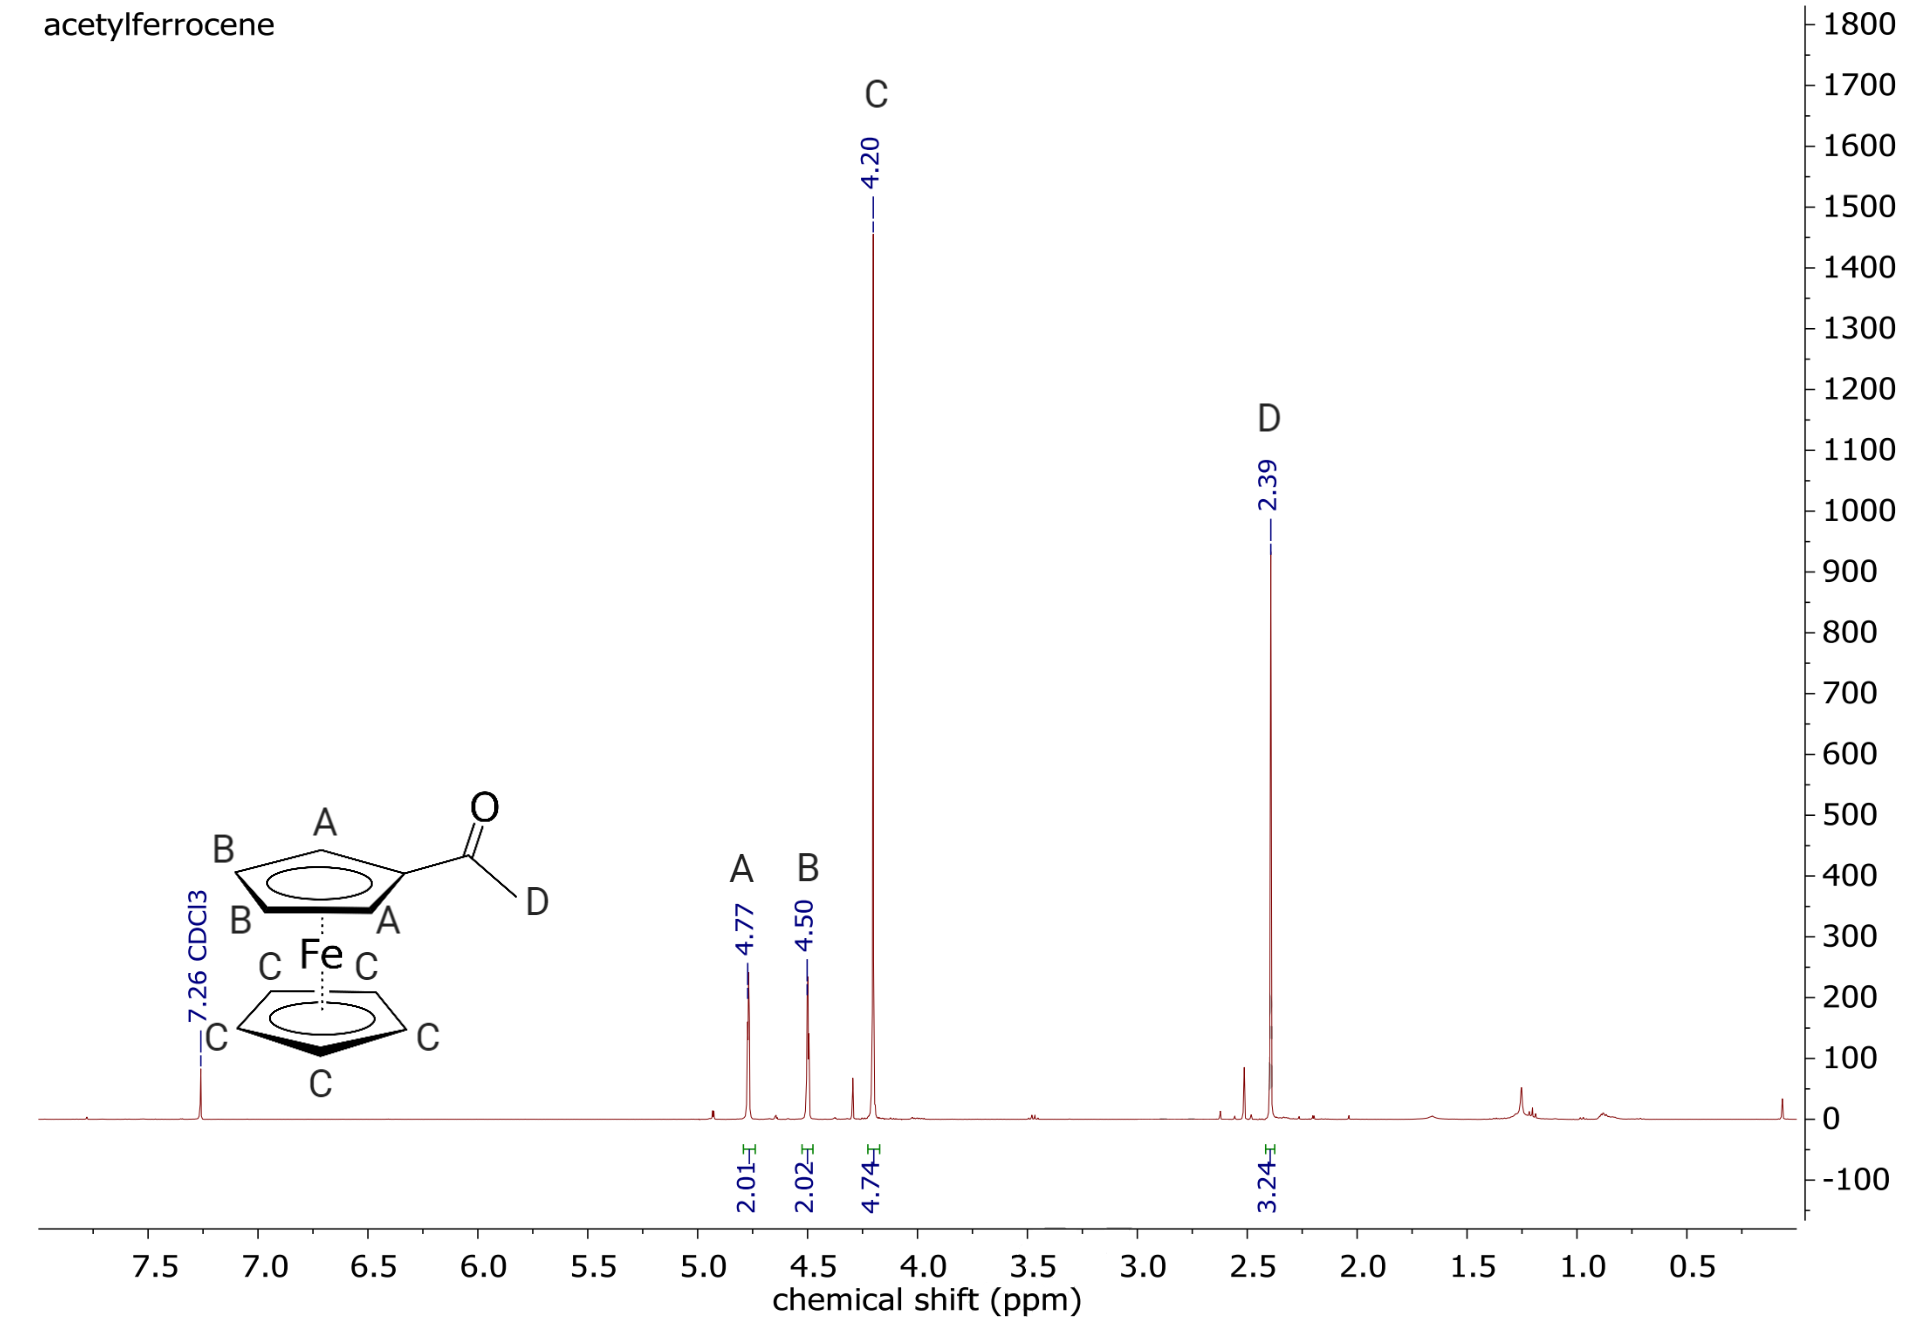 acetylferrocene
C
4.20
D
2.39
A
B
4.77
4.50
7.26 CDCl3
O
A
B
D
B
A
Fe
C
C
C
C
C
2.01
2.02
4.74
3.24
1800
1700
1600
1500
1400
1300
1200
1100
1000
900
800
700
600
500
400
300
200
100
0
-100
7.5 7.0 6.5 6.0 5.5 5.0 4.5 4.0 3.5 3.0 2.5 2.0 1.5 1.0 0.5
chemical shift (ppm)